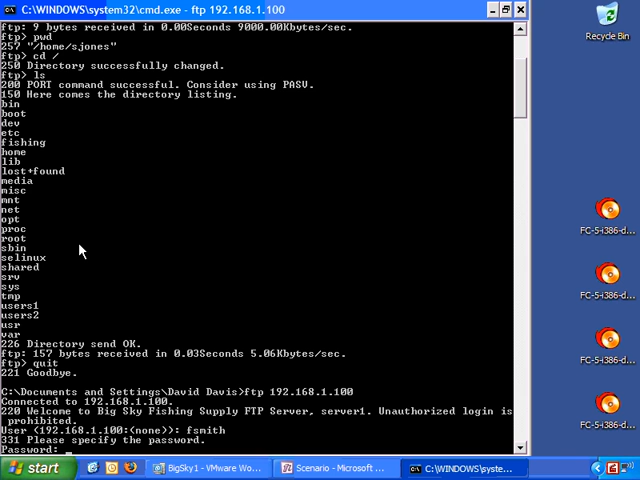 C:\WINDOWS\system32\cmd.exe - ftp 192.168.1.100
ftp: 9 bytes received in 0.00Seconds 9000.00Kbytes/sec.
ftp> pwd
257 "/home/sjones"
ftp> cd /
250 Directory successfully changed.
ftp> ls
200 PORT command successful. Consider using PASV.
150 Here comes the directory listing.
bin
boot
dev
etc
fishing
home
lib
lost+found
media
misc
mnt
net
opt
proc
root
sbin
selinux
shared
srv
sys
tmp
users1
users2
usr
var
226 Directory send OK.
ftp: 157 bytes received in 0.03Seconds 5.06Kbytes/sec.
ftp> quit
221 Goodbye.
C:\Documents and Settings\David Davis>ftp 192.168.1.100
Connected to 192.168.1.100.
220 Welcome to Big Sky Fishing Supply FTP Server, server1. Unauthorized login is
prohibited.
User (192.168.1.100:(none)): fsmith
331 Please specify the password.
Password: _
Recycle Bin
FC-5-i386-d...
FC-5-i386-d...
FC-5-i386-d...
FC-5-i386-d...
start
BigSky1 - VMware Wo...
Scenario - Microsoft ...
C:\WINDOWS\syste...